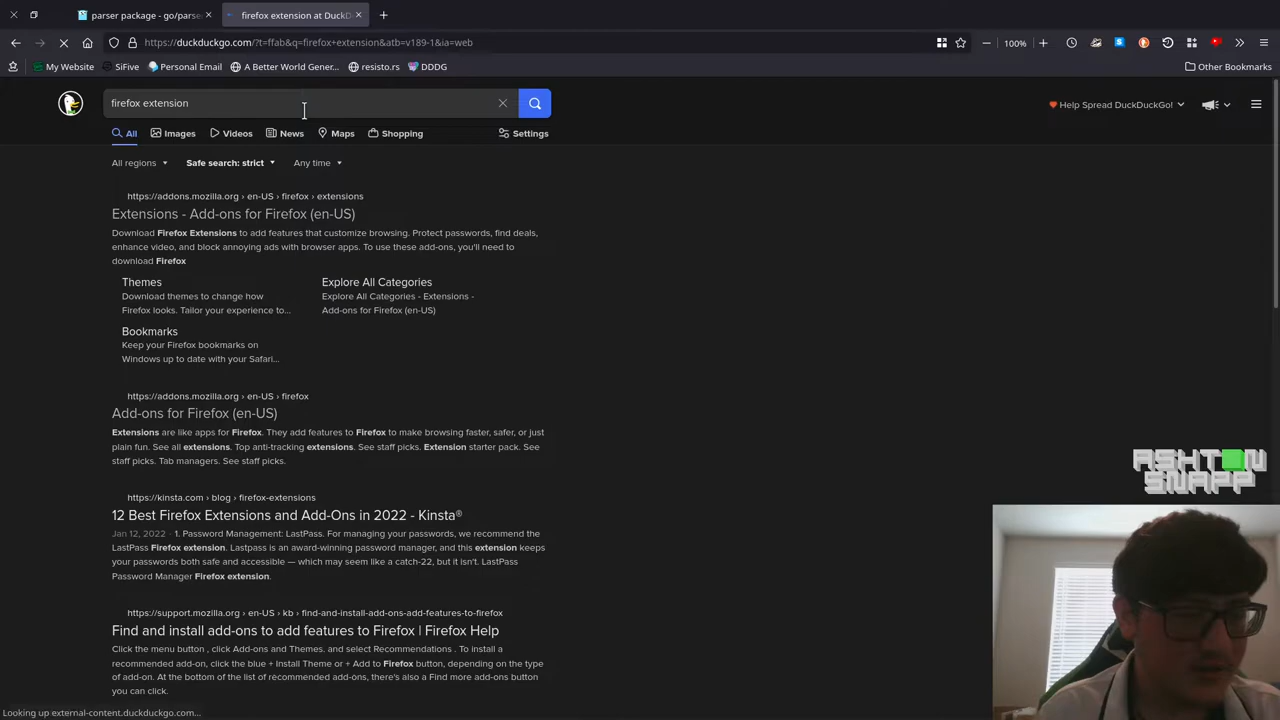 parser package - go/parse
firefox extension at DuckD
https://duckduckgo.com/?t=ffab&q=firefox+extension&atb=v189-1&ia=web
100%
My Website
SiFive
Personal Email
A Better World Gener...
resisto.rs
DDDG
Other Bookmarks
firefox extension
Help Spread DuckDuckGo!
All
Images
Videos
News
Maps
Shopping
Settings
All regions
Safe search: strict
Any time
https://addons.mozilla.org › en-US › firefox › extensions
Extensions - Add-ons for Firefox (en-US)
Download Firefox Extensions to add features that customize browsing. Protect passwords, find deals,
enhance video, and block annoying ads with browser apps. To use these add-ons, you'll need to
download Firefox
Themes
Download themes to change how
Firefox looks. Tailor your experience to...
Explore All Categories
Explore All Categories - Extensions -
Add-ons for Firefox (en-US)
Bookmarks
Keep your Firefox bookmarks on
Windows up to date with your Safari...
https://addons.mozilla.org › en-US › firefox
Add-ons for Firefox (en-US)
Extensions are like apps for Firefox. They add features to Firefox to make browsing faster, safer, or just
plain fun. See all extensions. Top anti-tracking extensions. See staff picks. Extension starter pack. See
staff picks. Tab managers. See staff picks.
https://kinsta.com › blog › firefox-extensions
12 Best Firefox Extensions and Add-Ons in 2022 - Kinsta®
Jan 12, 2022 · 1. Password Management: LastPass. For managing your passwords, we recommend the
LastPass Firefox extension. Lastpass is an award-winning password manager, and this extension keeps
your passwords both safe and accessible — which may seem like a catch-22, but it isn't. LastPass
Password Manager Firefox extension.
https://support.mozilla.org › en-US › kb › find-and-install-add-ons-add-features-to-firefox
Find and install add-ons to add features to Firefox | Firefox Help
Click the menu button , click Add-ons and Themes. and select Recommendations . To install a
recommended add-on, click the blue + Install Theme or + Add to Firefox button, depending on the type
of add-on. At the bottom of the list of recommended add-ons, there's also a Find more add-ons button
you can click.
Looking up external-content.duckduckgo.com...
ASHTON
SNAPP